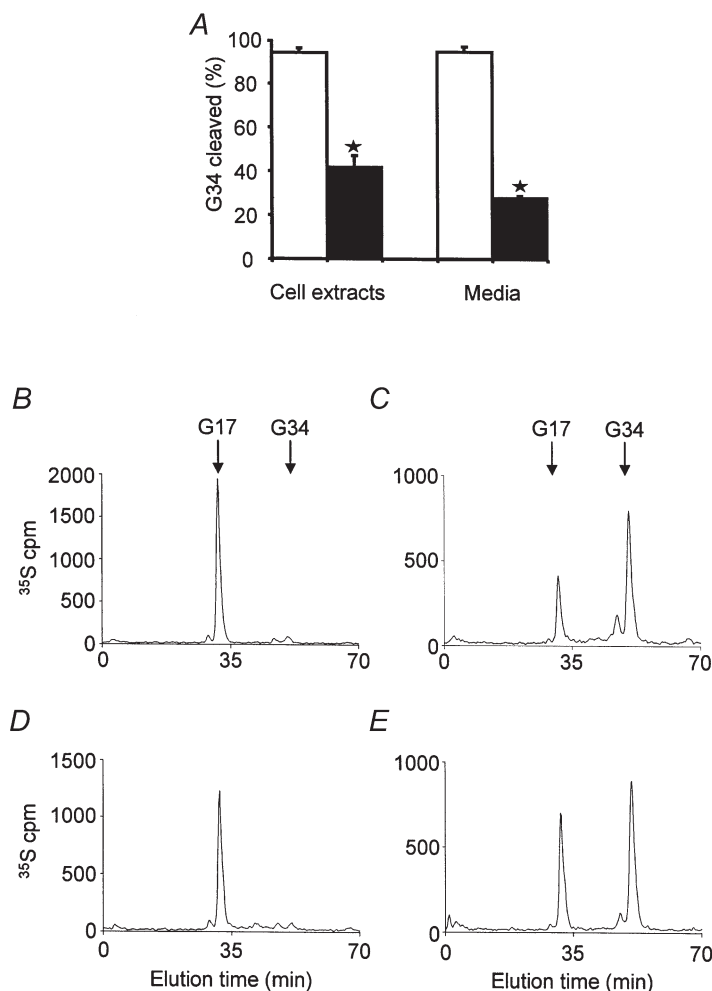 A
G34 cleaved (%)
100
80
60
40
20
0
Cell extracts
Media
B
G17
G34
³⁵S cpm
2000
1500
1000
500
0
0
35
70
C
G17
G34
1000
500
0
0
35
70
D
³⁵S cpm
1500
1000
500
0
0
35
70
Elution time (min)
E
1000
500
0
0
35
70
Elution time (min)